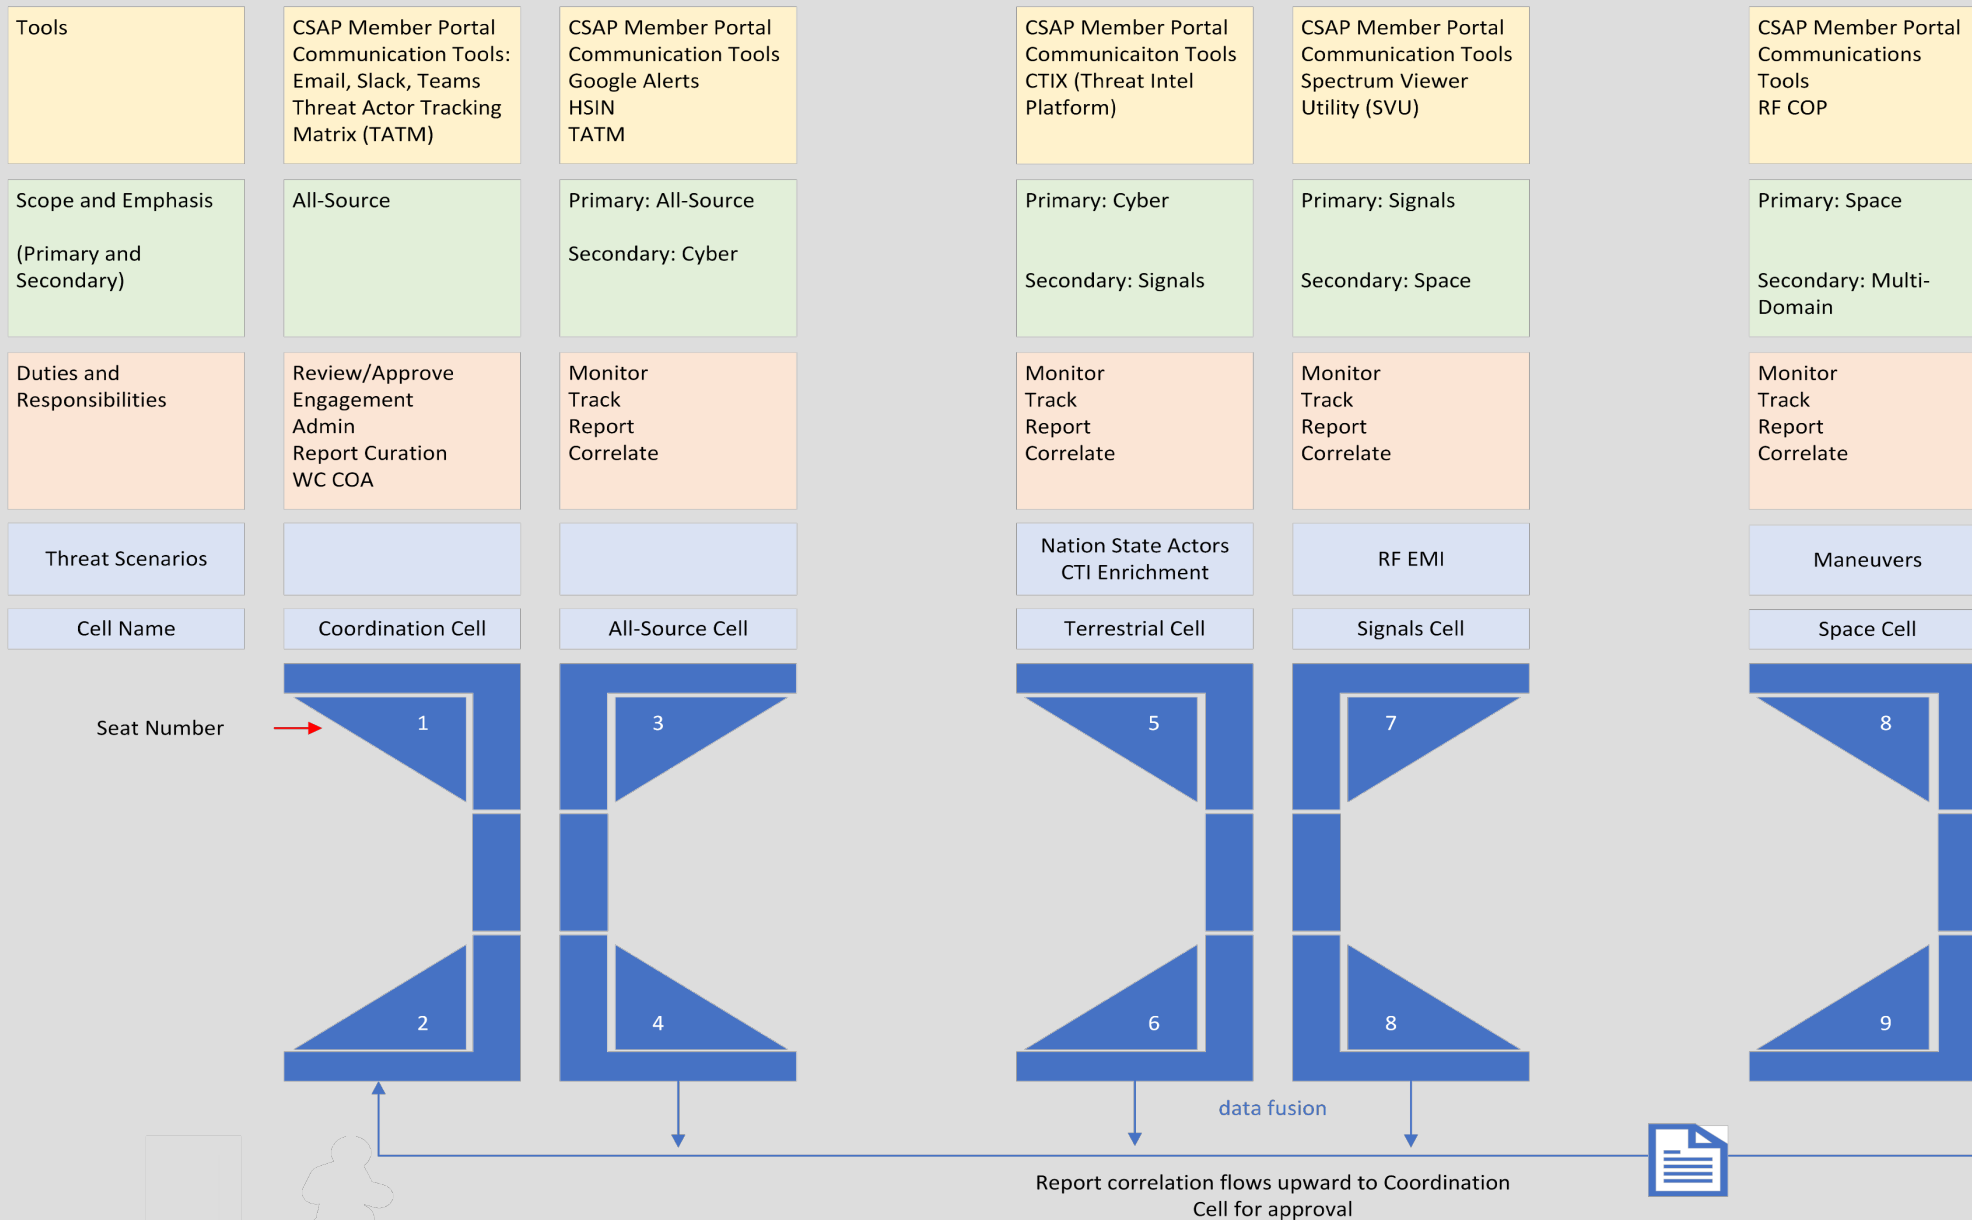 Tools
CSAP Member Portal
Communication Tools:
Email, Slack, Teams
Threat Actor Tracking
Matrix (TATM)
CSAP Member Portal
Communication Tools
Google Alerts
HSIN
TATM
CSAP Member Portal
Communicaiton Tools
CTIX (Threat Intel
Platform)
CSAP Member Portal
Communication Tools
Spectrum Viewer
Utility (SVU)
CSAP Member Portal
Communications
Tools
RF COP
Scope and Emphasis
(Primary and
Secondary)
All-Source
Primary: All-Source
Secondary: Cyber
Primary: Cyber
Secondary: Signals
Primary: Signals
Secondary: Space
Primary: Space
Secondary: Multi-
Domain
Duties and
Responsibilities
Review/Approve
Engagement
Admin
Report Curation
WC COA
Monitor
Track
Report
Correlate
Monitor
Track
Report
Correlate
Monitor
Track
Report
Correlate
Monitor
Track
Report
Correlate
Threat Scenarios
Nation State Actors
CTI Enrichment
RF EMI
Maneuvers
Cell Name
Coordination Cell
All-Source Cell
Terrestrial Cell
Signals Cell
Space Cell
Seat Number
1
3
5
7
8
2
4
6
8
9
data fusion
Report correlation flows upward to Coordination
Cell for approval